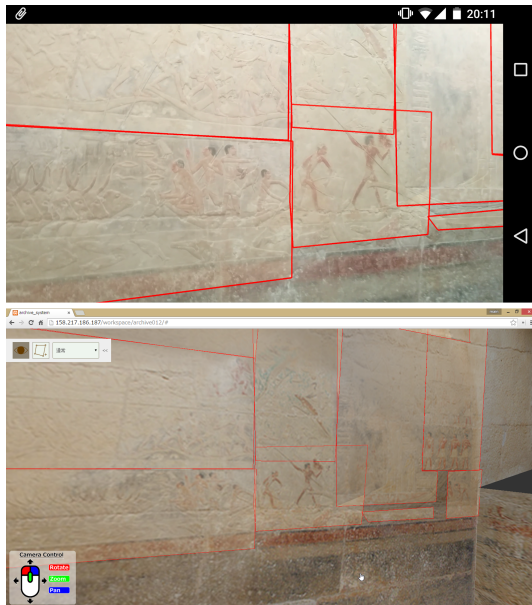 20:11
archive_system
158.217.186.187/workspace/archive012/#
<<
Camera Control
Rotate
Zoom
Pan